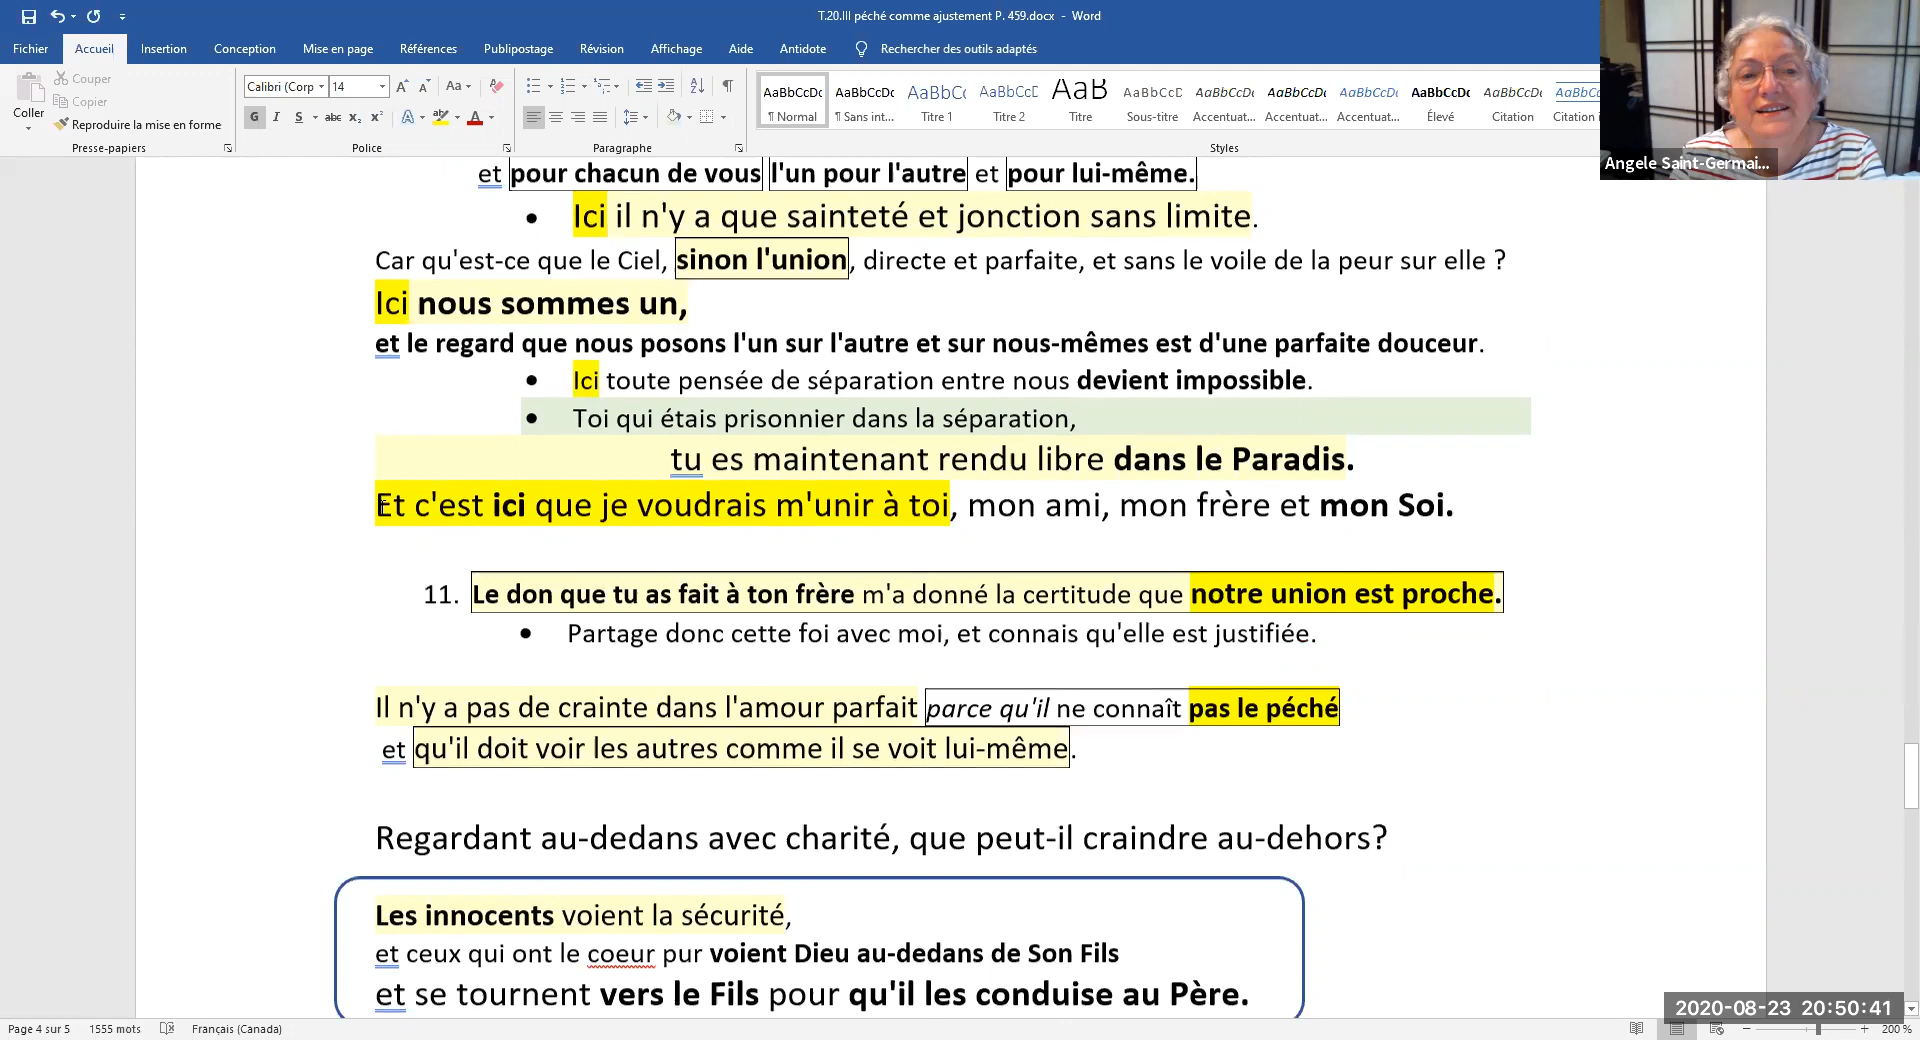 T.20.III péché comme ajustement P. 459.docx - Word
Fichier Accueil Insertion Conception Mise en page Références Publipostage Révision Affichage Aide Antidote Rechercher des outils adaptés
Coller
Couper
Copier
Reproduire la mise en forme
Presse-papiers
Calibri (Corp 14
Police
Paragraphe
AaBbCcDc AaBbCcDc AaBbC( AaBbCcD AaB AaBbCcD AaBbCcDc AaBbCcDc AaBbCcDc AaBbCcDc AaBbCcDc AaBbCcDc
¶ Normal ¶ Sans int... Titre 1 Titre 2 Titre Sous-titre Accentuat... Accentuat... Accentuat... Élevé Citation Citation i
Styles
Angele Saint-Germai...
et pour chacun de vous l'un pour l'autre et pour lui-même.
• Ici il n'y a que sainteté et jonction sans limite.
Car qu'est-ce que le Ciel, sinon l'union, directe et parfaite, et sans le voile de la peur sur elle ?
Ici nous sommes un,
et le regard que nous posons l'un sur l'autre et sur nous-mêmes est d'une parfaite douceur.
• Ici toute pensée de séparation entre nous devient impossible.
• Toi qui étais prisonnier dans la séparation,
tu es maintenant rendu libre dans le Paradis.
Et c'est ici que je voudrais m'unir à toi, mon ami, mon frère et mon Soi.
11. Le don que tu as fait à ton frère m'a donné la certitude que notre union est proche.
• Partage donc cette foi avec moi, et connais qu'elle est justifiée.
Il n'y a pas de crainte dans l'amour parfait parce qu'il ne connaît pas le péché
et qu'il doit voir les autres comme il se voit lui-même.
Regardant au-dedans avec charité, que peut-il craindre au-dehors?
Les innocents voient la sécurité,
et ceux qui ont le coeur pur voient Dieu au-dedans de Son Fils
et se tournent vers le Fils pour qu'il les conduise au Père.
2020-08-23 20:50:41
Page 4 sur 5 1555 mots Français (Canada) 200 %